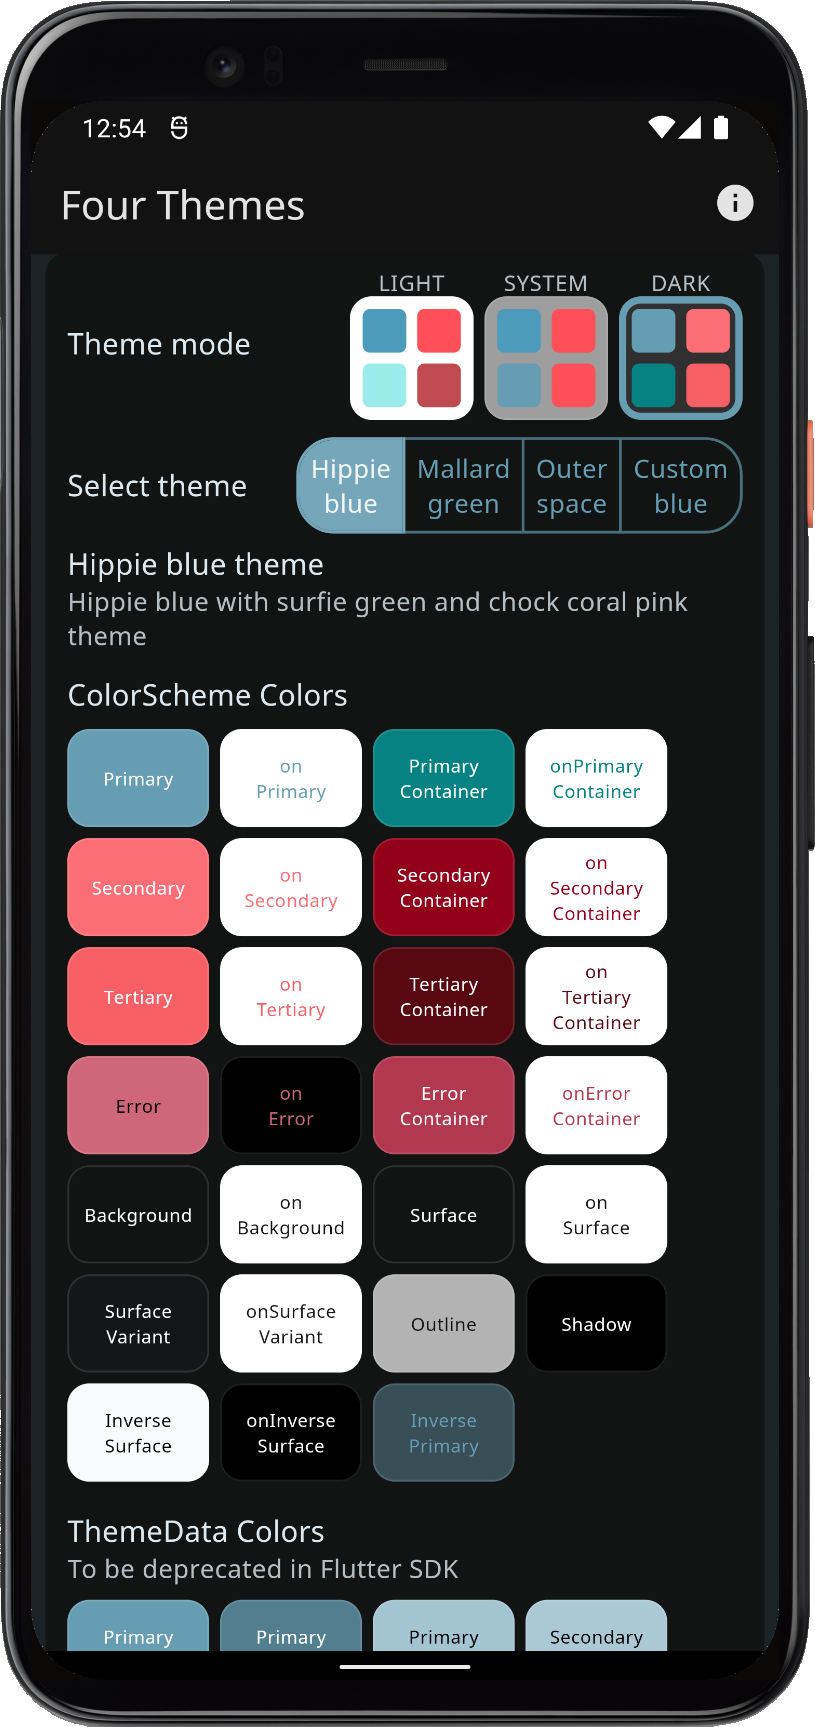 12:54
Four Themes
LIGHT SYSTEM DARK
Theme mode
Select theme
Hippie
blue
Mallard
green
Outer
space
Custom
blue
Hippie blue theme
Hippie blue with surfie green and chock coral pink
theme
ColorScheme Colors
Primary
on
Primary
Primary
Container
onPrimary
Container
Secondary
on
Secondary
Secondary
Container
on
Secondary
Container
Tertiary
on
Tertiary
Tertiary
Container
on
Tertiary
Container
Error
on
Error
Error
Container
onError
Container
Background
on
Background
Surface
on
Surface
Surface
Variant
onSurface
Variant
Outline
Shadow
Inverse
Surface
onInverse
Surface
Inverse
Primary
ThemeData Colors
To be deprecated in Flutter SDK
Primary
Primary
Primary
Secondary